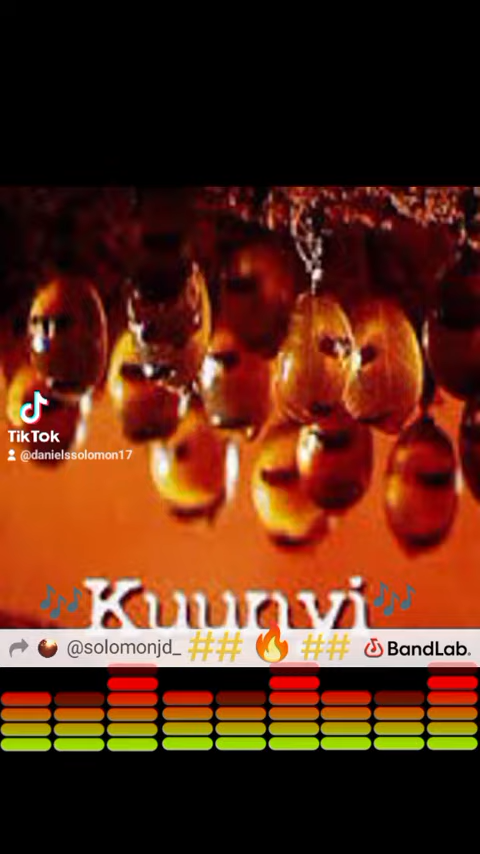 TikTok
@danielssolomon17
Kuunyi
@solomonjd_ ## 🔥 ## BandLab.